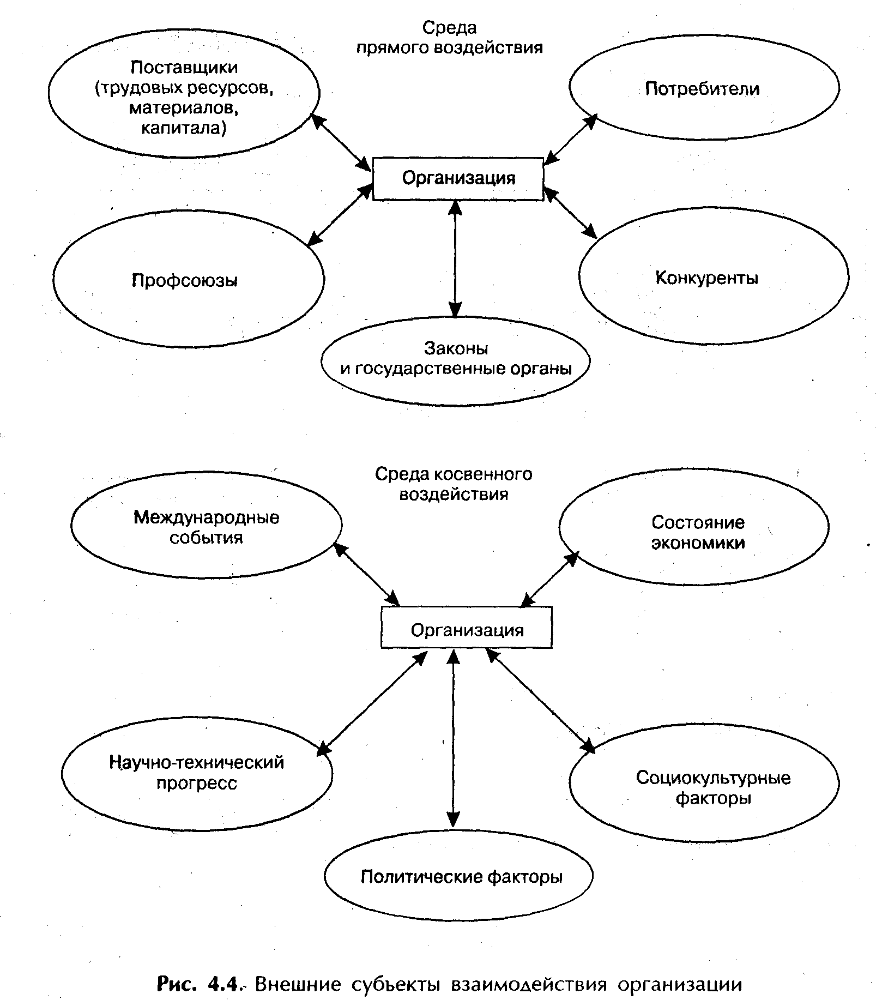 Среда
прямого воздействия
Поставщики
(трудовых ресурсов,
материалов,
капитала)
Потребители
Организация
Профсоюзы
Конкуренты
Законы
и государственные органы
Среда косвенного
воздействия
Международные
события
Состояние
экономики
Организация
Научно-технический
прогресс
Социокультурные
факторы
Политические факторы
Рис. 4.4. Внешние субъекты взаимодействия организации